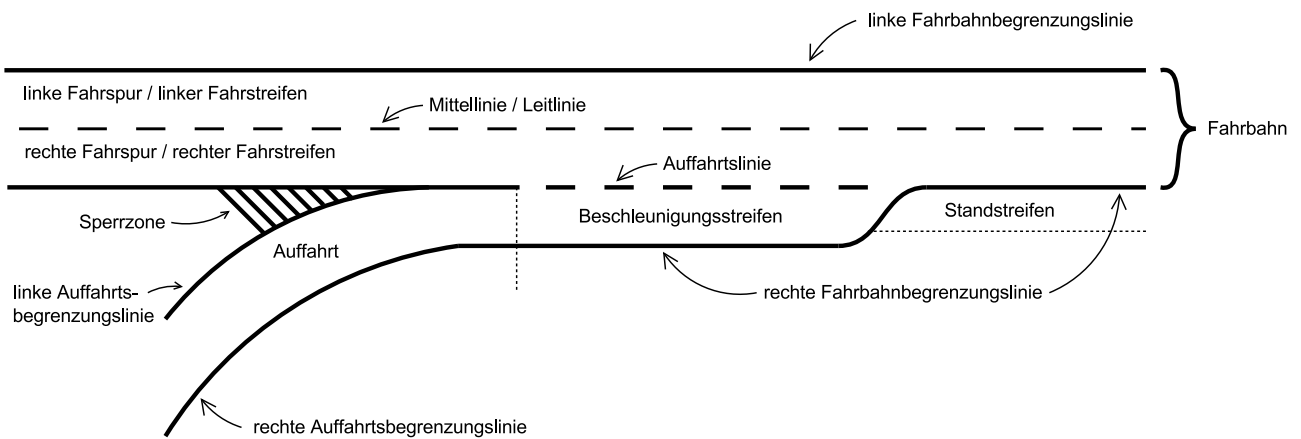 linke Fahrbahnbegrenzungslinie
linke Fahrspur / linker Fahrstreifen
Mittellinie / Leitlinie
Fahrbahn
rechte Fahrspur / rechter Fahrstreifen
Auffahrtslinie
Sperrzone
Beschleunigungsstreifen
Standstreifen
Auffahrt
linke Auffahrts-
begrenzungslinie
rechte Fahrbahnbegrenzungslinie
rechte Auffahrtsbegrenzungslinie